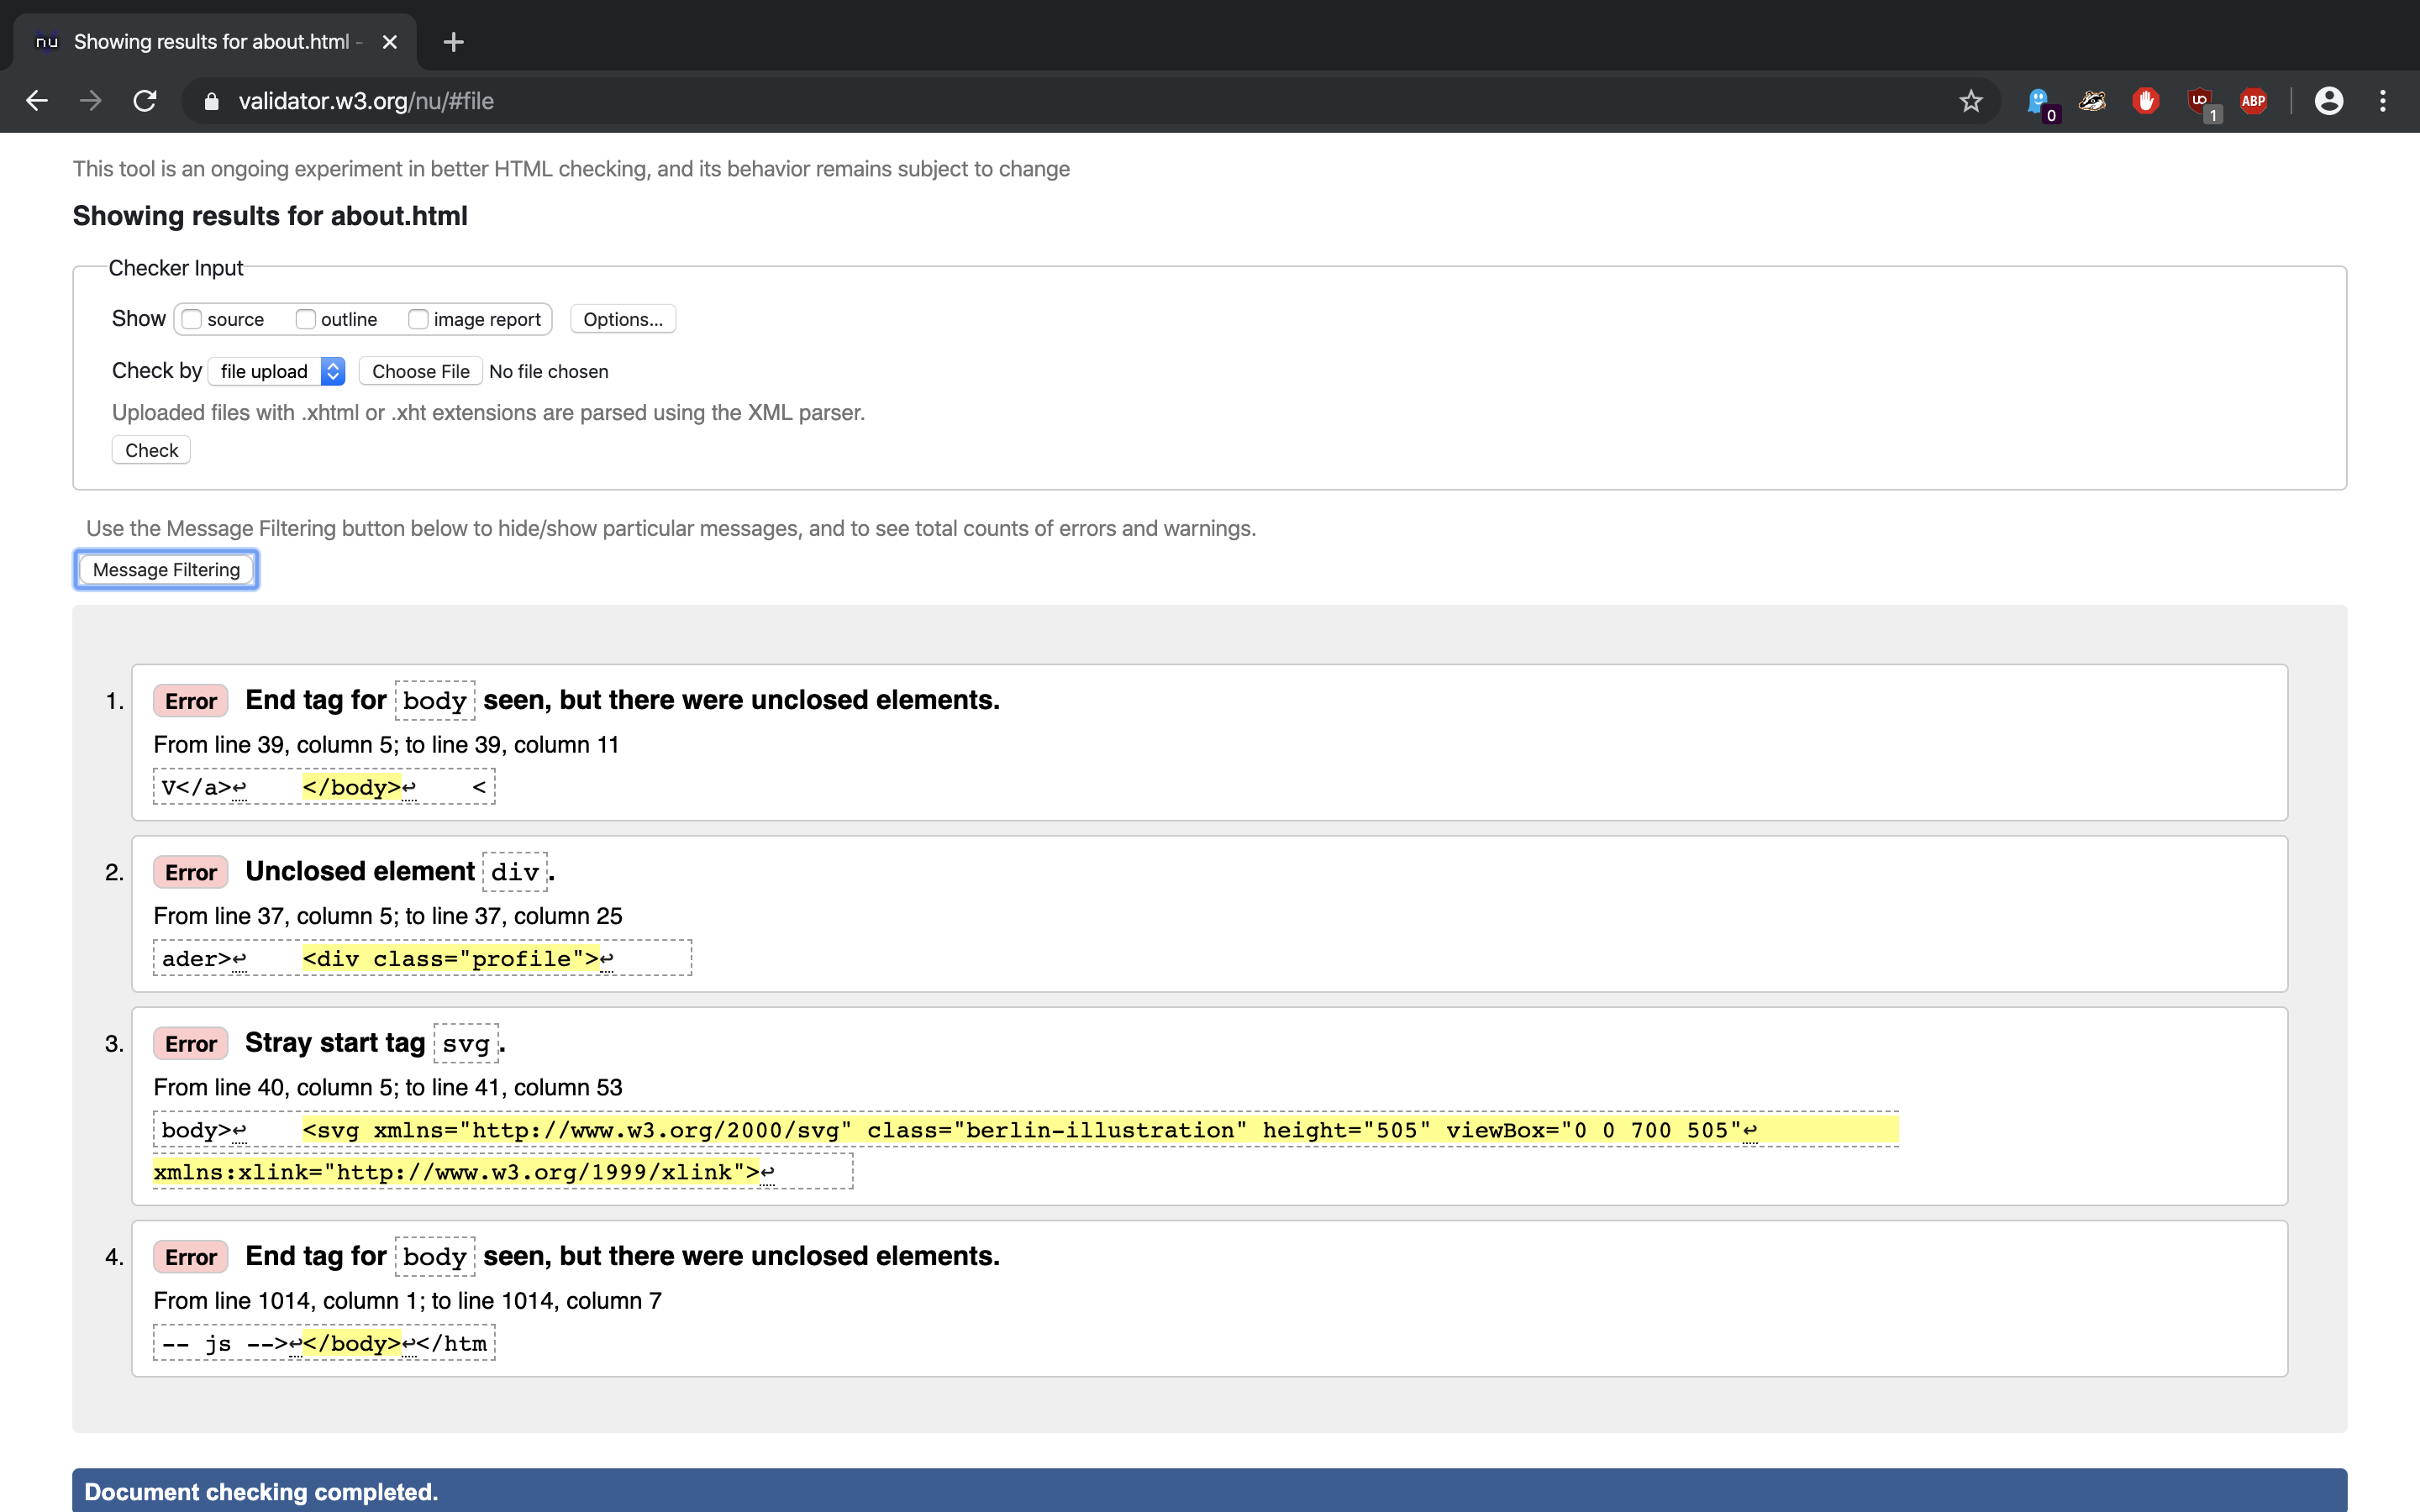 nu Showing results for about.html -
validator.w3.org/nu/#file
0
UO 1
ABP
This tool is an ongoing experiment in better HTML checking, and its behavior remains subject to change
Showing results for about.html
Checker Input
Show source outline image report Options...
Check by file upload Choose File No file chosen
Uploaded files with .xhtml or .xht extensions are parsed using the XML parser.
Check
Use the Message Filtering button below to hide/show particular messages, and to see total counts of errors and warnings.
Message Filtering
1. Error End tag for body seen, but there were unclosed elements.
From line 39, column 5; to line 39, column 11
V</a>↩ </body>↩ <
2. Error Unclosed element div.
From line 37, column 5; to line 37, column 25
ader>↩ <div class="profile">↩
3. Error Stray start tag svg.
From line 40, column 5; to line 41, column 53
body>↩ <svg xmlns="http://www.w3.org/2000/svg" class="berlin-illustration" height="505" viewBox="0 0 700 505"↩
xmlns:xlink="http://www.w3.org/1999/xlink">↩
4. Error End tag for body seen, but there were unclosed elements.
From line 1014, column 1; to line 1014, column 7
-- js -->↩</body>↩</htm
Document checking completed.